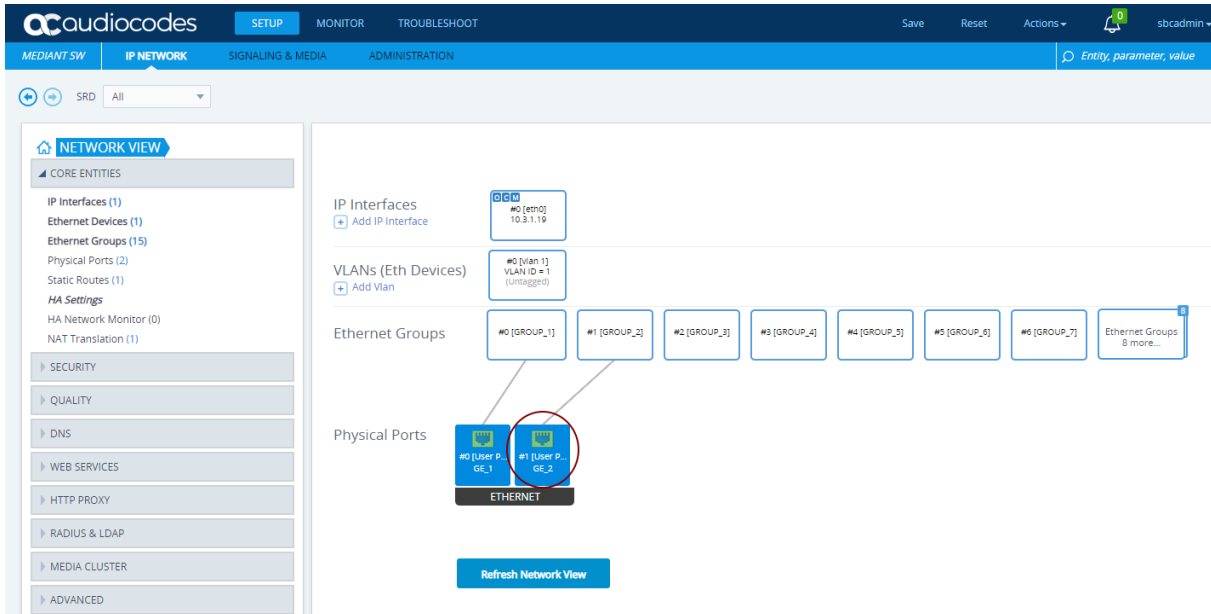 audiocodes SETUP MONITOR TROUBLESHOOT Save Reset Actions 0 sbcadmin
MEDIANT SW IP NETWORK SIGNALING & MEDIA ADMINISTRATION Entity, parameter, value
SRD All
NETWORK VIEW
CORE ENTITIES
IP Interfaces (1)
Ethernet Devices (1)
Ethernet Groups (15)
Physical Ports (2)
Static Routes (1)
HA Settings
HA Network Monitor (0)
NAT Translation (1)
SECURITY
QUALITY
DNS
WEB SERVICES
HTTP PROXY
RADIUS & LDAP
MEDIA CLUSTER
ADVANCED
IP Interfaces
+ Add IP Interface
O C M
#0 [eth0]
10.3.1.19
VLANs (Eth Devices)
+ Add Vlan
#0 [vlan 1]
VLAN ID = 1
(Untagged)
Ethernet Groups
#0 [GROUP_1] #1 [GROUP_2] #2 [GROUP_3] #3 [GROUP_4] #4 [GROUP_5] #5 [GROUP_6] #6 [GROUP_7]
8
Ethernet Groups
8 more...
Physical Ports
#0 [User P...
GE_1
#1 [User P...
GE_2
ETHERNET
Refresh Network View